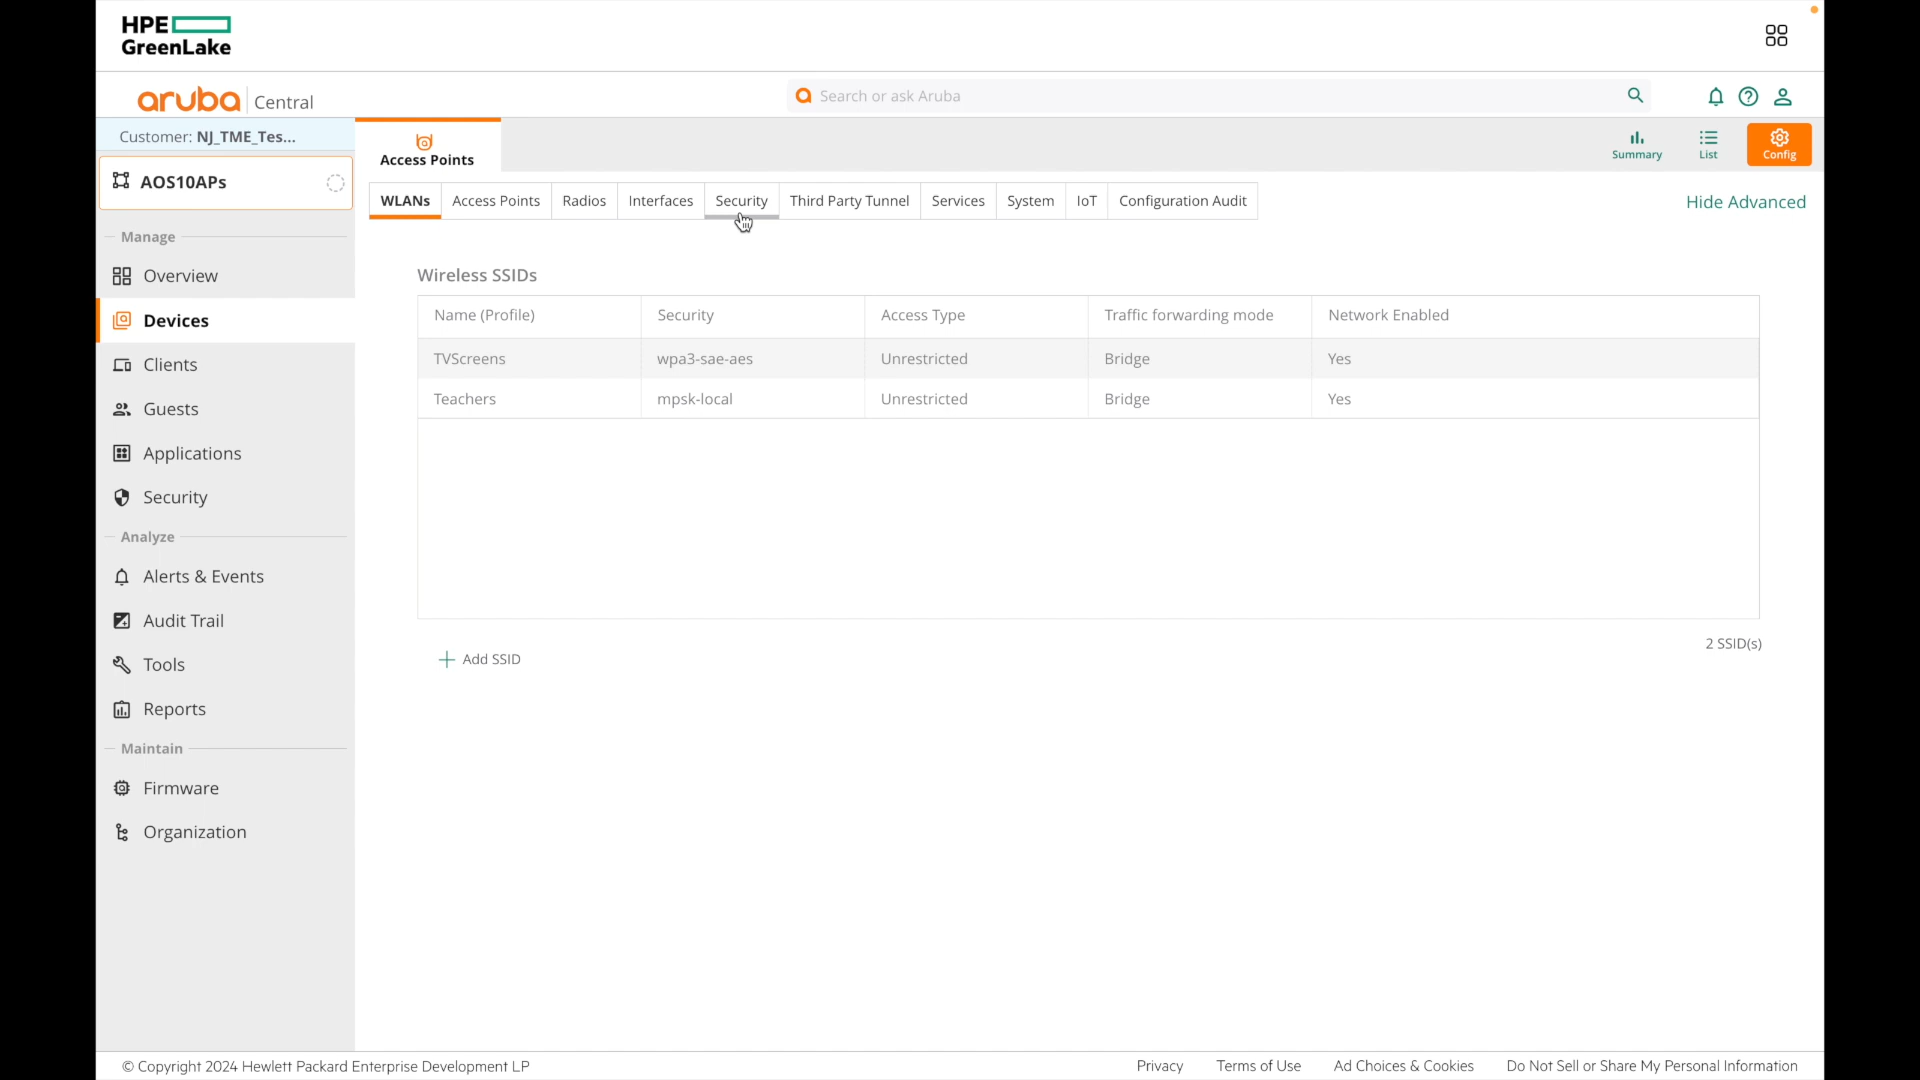 HPE
GreenLake
aruba Central
Search or ask Aruba
Customer: NJ_TME_Tes...
Access Points
Summary
List
Config
AOS10APs
WLANs
Access Points
Radios
Interfaces
Security
Third Party Tunnel
Services
System
IoT
Configuration Audit
Hide Advanced
Manage
Overview
Devices
Clients
Guests
Applications
Security
Analyze
Alerts & Events
Audit Trail
Tools
Reports
Maintain
Firmware
Organization
Wireless SSIDs
Name (Profile) Security Access Type Traffic forwarding mode Network Enabled
TVScreens wpa3-sae-aes Unrestricted Bridge Yes
Teachers mpsk-local Unrestricted Bridge Yes
2 SSID(s)
Add SSID
© Copyright 2024 Hewlett Packard Enterprise Development LP
Privacy
Terms of Use
Ad Choices & Cookies
Do Not Sell or Share My Personal Information